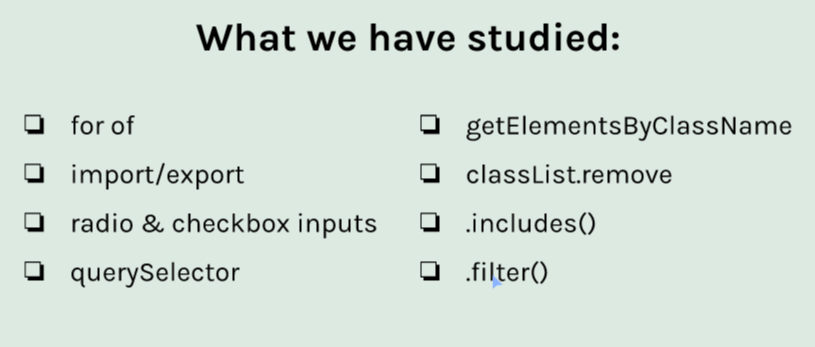 What we have studied:
for of
import/export
radio & checkbox inputs
querySelector
getElementsByClassName
classList.remove
.includes()
.filter()